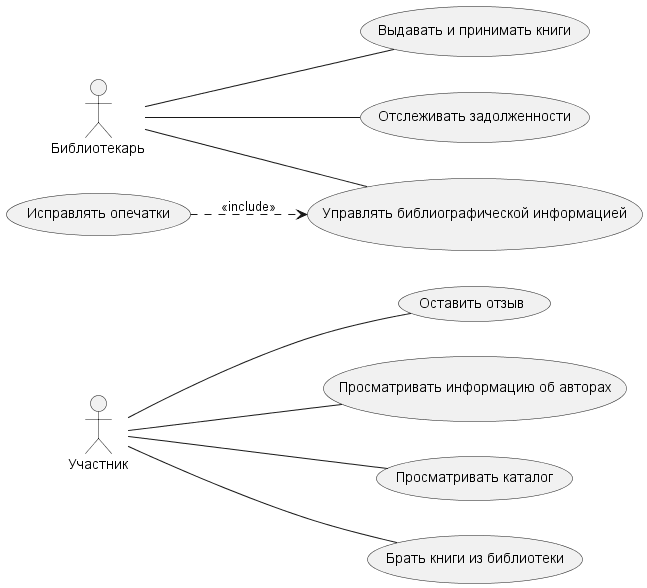 Выдавать и принимать книги
Отслеживать задолженности
Библиотекарь
Исправлять опечатки
«include»
Управлять библиографической информацией
Оставить отзыв
Просматривать информацию об авторах
Участник
Просматривать каталог
Брать книги из библиотеки